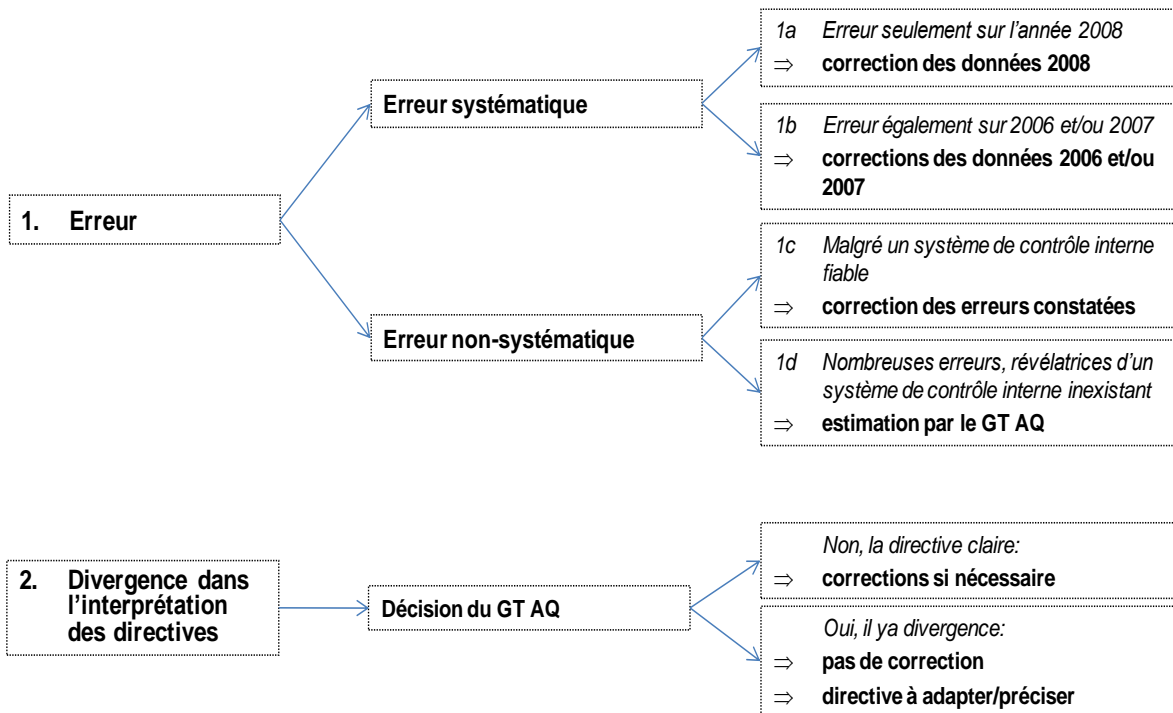 1a Erreur seulement sur l'année 2008
⇒ correction des données 2008
Erreur systématique
1b Erreur également sur 2006 et/ou 2007
⇒ corrections des données 2006 et/ou
2007
1. Erreur
1c Malgré un système de contrôle interne
fiable
⇒ correction des erreurs constatées
Erreur non-systématique
1d Nombreuses erreurs, révélatrices d'un
système de contrôle interne inexistant
⇒ estimation par le GT AQ
2. Divergence dans
l'interprétation
des directives
Décision du GT AQ
Non, la directive claire:
⇒ corrections si nécessaire
Oui, il ya divergence:
⇒ pas de correction
⇒ directive à adapter/préciser